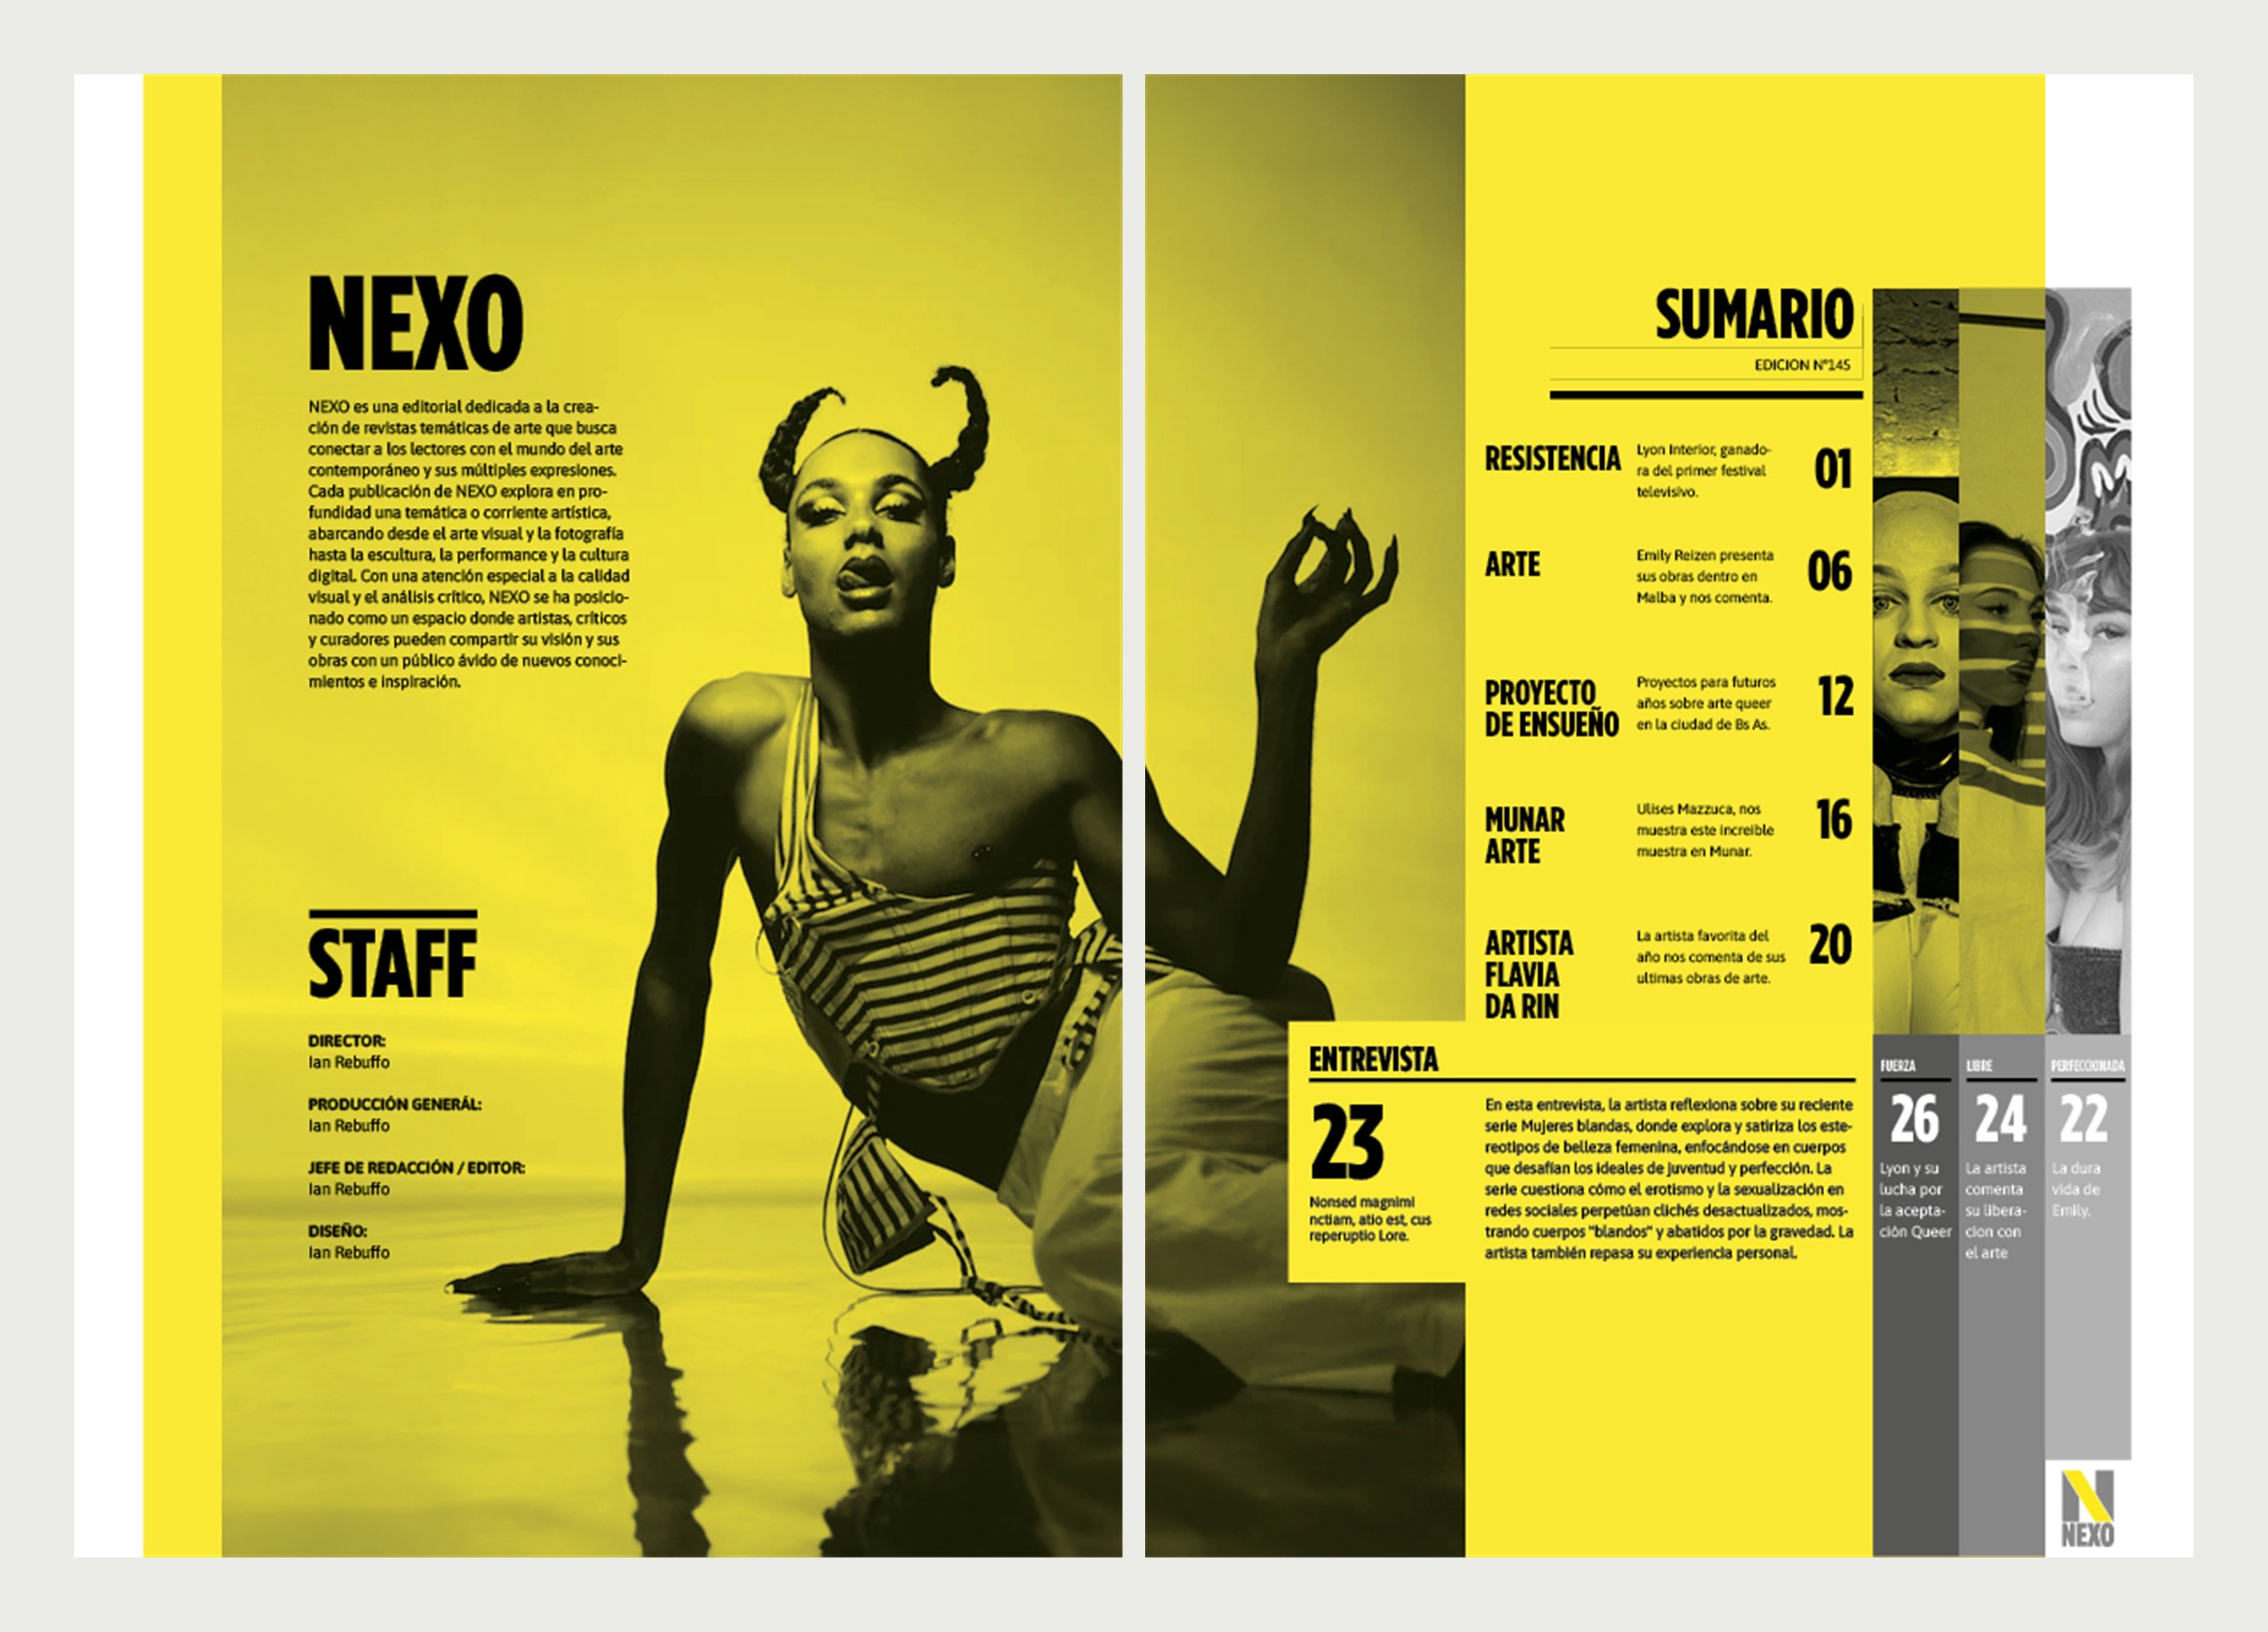 NEXO
NEXO es una editorial dedicada a la crea-
ción de revistas temáticas de arte que busca
conectar a los lectores con el mundo del arte
contemporáneo y sus múltiples expresiones.
Cada publicación de NEXO explora en pro-
fundidad una temática o corriente artística,
abarcando desde el arte visual y la fotografía
hasta la escultura, la performance y la cultura
digital. Con una atención especial a la calidad
visual y el análisis crítico, NEXO se ha posicio-
nado como un espacio donde artistas, críticos
y curadores pueden compartir su visión y sus
obras con un público ávido de nuevos conoci-
mientos e inspiración.
STAFF
DIRECTOR:
Ian Rebuffo
PRODUCCIÓN GENERÁL:
Ian Rebuffo
JEFE DE REDACCIÓN / EDITOR:
Ian Rebuffo
DISEÑO:
Ian Rebuffo
SUMARIO
EDICION N°145
RESISTENCIA
Lyon Interior, ganado-
ra del primer festival
televisivo.
01
ARTE
Emily Reizen presenta
sus obras dentro en
Malba y nos comenta.
06
PROYECTO
DE ENSUEÑO
Proyectos para futuros
años sobre arte queer
en la ciudad de Bs As.
12
MUNAR
ARTE
Ulises Mazzuca, nos
muestra este increible
muestra en Munar.
16
ARTISTA
FLAVIA
DA RIN
La artista favorita del
año nos comenta de sus
ultimas obras de arte.
20
ENTREVISTA
23
Nonsed magnimi
nctiam, atio est, cus
reperuptio Lore.
En esta entrevista, la artista reflexiona sobre su reciente
serie Mujeres blandas, donde explora y satiriza los este-
reotipos de belleza femenina, enfocándose en cuerpos
que desafían los ideales de juventud y perfección. La
serie cuestiona cómo el erotismo y la sexualización en
redes sociales perpetúan clichés desactualizados, mos-
trando cuerpos "blandos" y abatidos por la gravedad. La
artista también repasa su experiencia personal.
FUERZA
26
Lyon y su
lucha por
la acepta-
ción Queer
LIBRE
24
La artista
comenta
su libera-
cion con
el arte
PERFECCIONADA
22
La dura
vida de
Emily.
NEXO